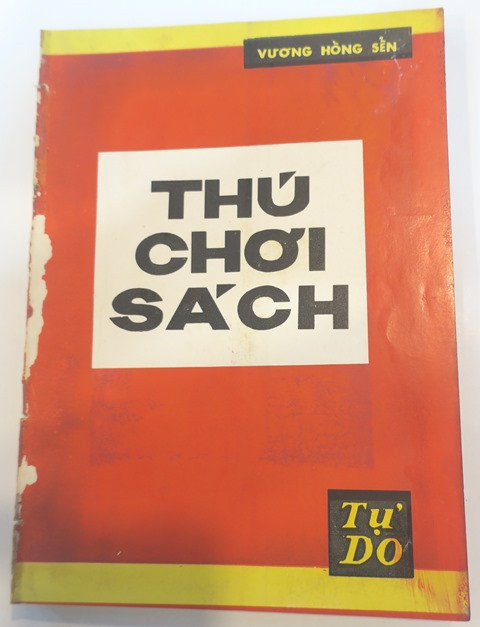 VƯƠNG HỒNG SỂN
THÚ
CHƠI
SÁCH
Tự
DO